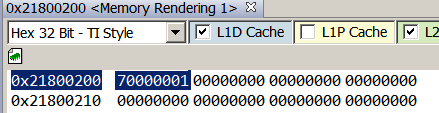 0x21800200 <Memory Rendering 1>
Hex 32 Bit - TI Style L1D Cache L1P Cache L2
0x21800200 70000001 00000000 00000000 00000000
0x21800210 00000000 00000000 00000000 00000000